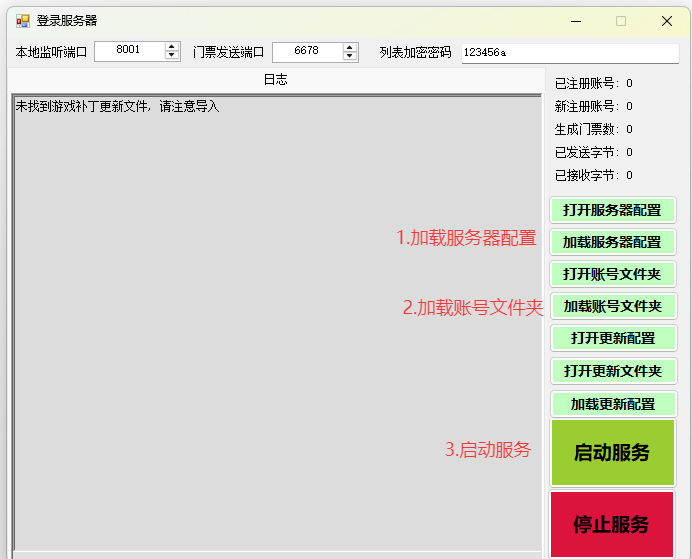 登录服务器
本地监听端口 8001 门票发送端口 6678 列表加密密码 123456a
日志
未找到游戏补丁更新文件, 请注意导入
已注册账号: 0
新注册账号: 0
生成门票数: 0
已发送字节: 0
已接收字节: 0
打开服务器配置
1.加载服务器配置
加载服务器配置
打开账号文件夹
2.加载账号文件夹
加载账号文件夹
打开更新配置
打开更新文件夹
加载更新配置
3.启动服务
启动服务
停止服务